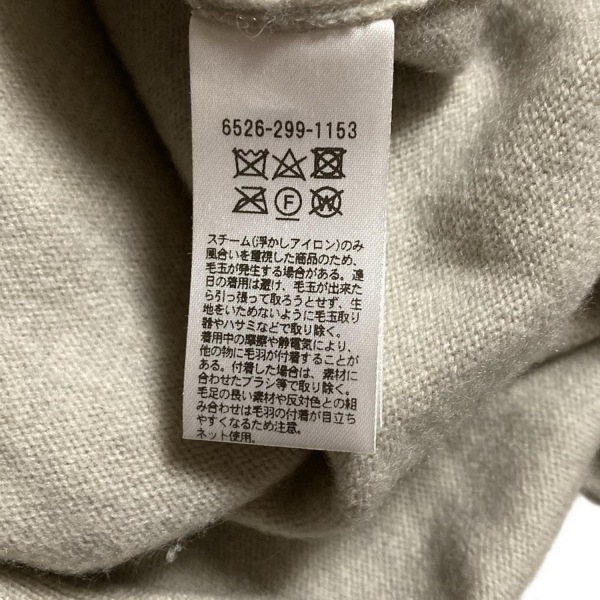 6526-299-1153
F W
スチーム(浮かしアイロン)のみ
風合いを重視した商品のため、
毛玉が発生する場合がある。連
日の着用は避け、毛玉が出来た
ら引っ張って取ろうとせず、生
地をいためないように毛玉取り
器やハサミなどで取り除く。
着用中の摩擦や静電気により、
他の物に毛羽が付着することが
ある。付着した場合は、素材に
合わせたブラシ等で取り除く。
毛足の長い素材や反対色との組
み合わせは毛羽の付着が目立ち
やすくなるため注意。
ネット使用。